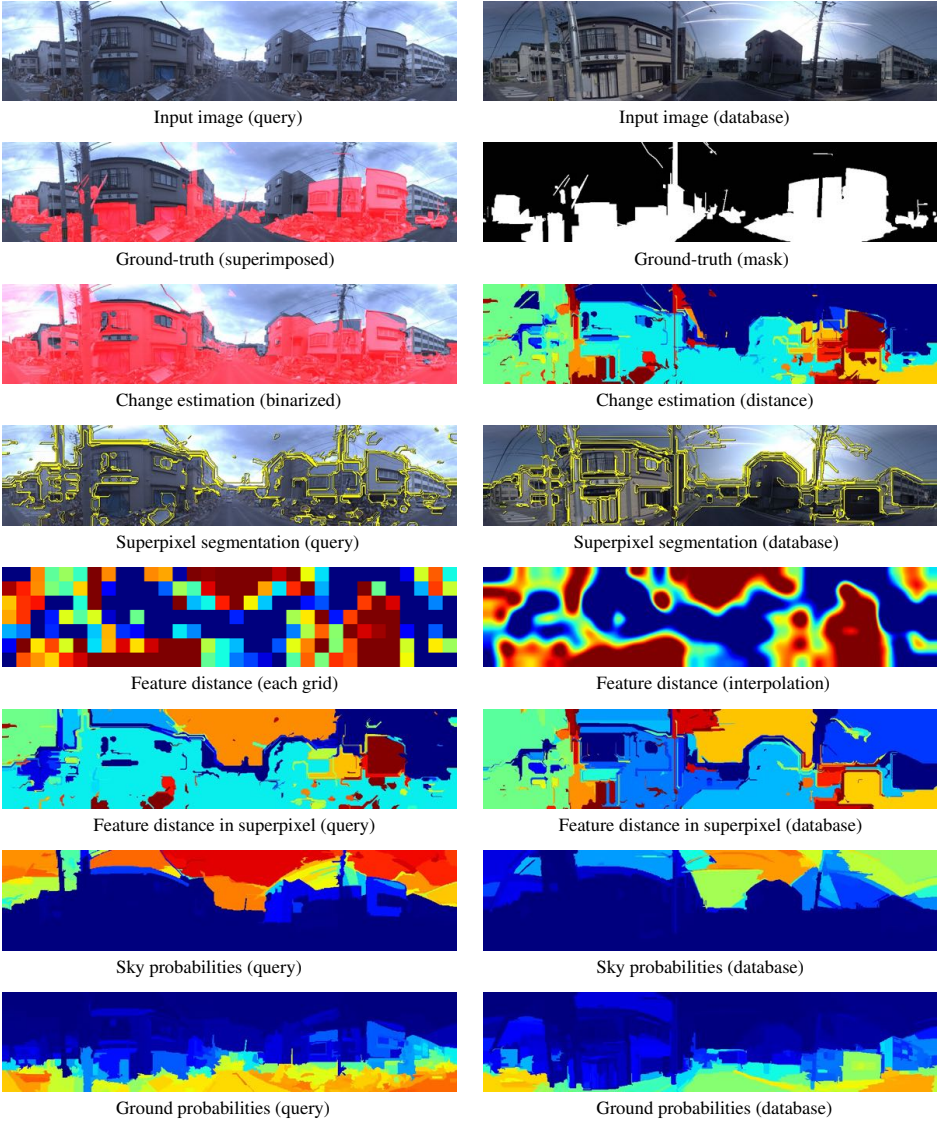 Input image (query)
Input image (database)
Ground-truth (superimposed)
Ground-truth (mask)
Change estimation (binarized)
Change estimation (distance)
Superpixel segmentation (query)
Superpixel segmentation (database)
Feature distance (each grid)
Feature distance (interpolation)
Feature distance in superpixel (query)
Feature distance in superpixel (database)
Sky probabilities (query)
Sky probabilities (database)
Ground probabilities (query)
Ground probabilities (database)